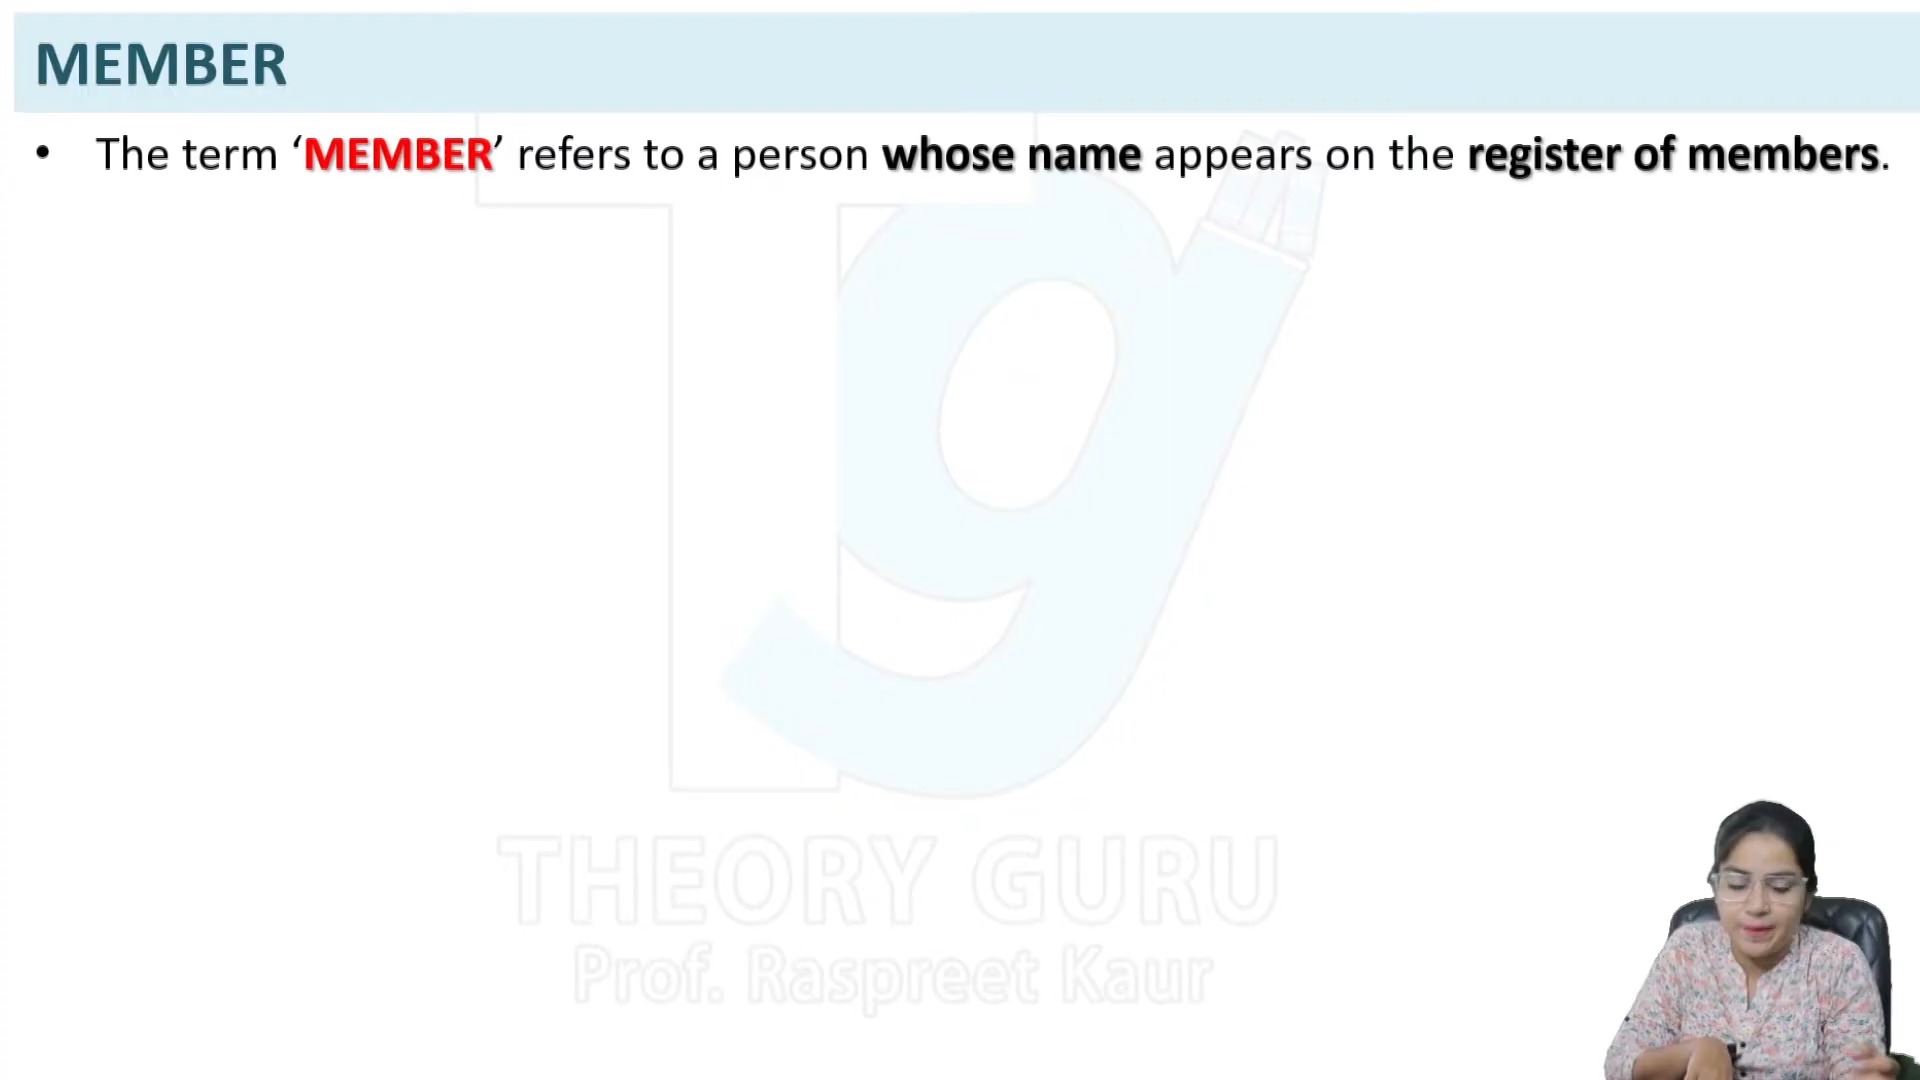 MEMBER
• The term ‘MEMBER’ refers to a person whose name appears on the register of members.
Tg
THEORY GURU
Prof. Raspreet Kaur